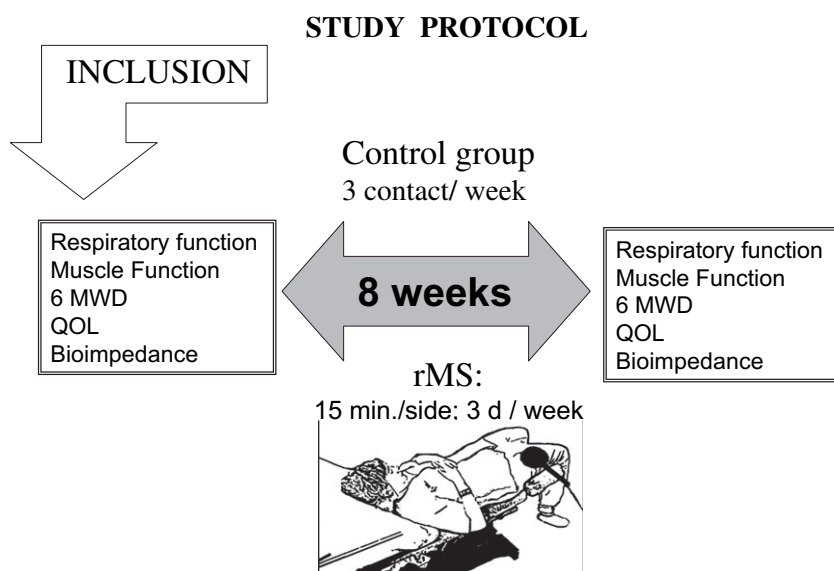 STUDY PROTOCOL
INCLUSION
Control group
3 contact/ week
Respiratory function
Muscle Function
6 MWD
QOL
Bioimpedance
8 weeks
Respiratory function
Muscle Function
6 MWD
QOL
Bioimpedance
rMS:
15 min./side; 3 d / week